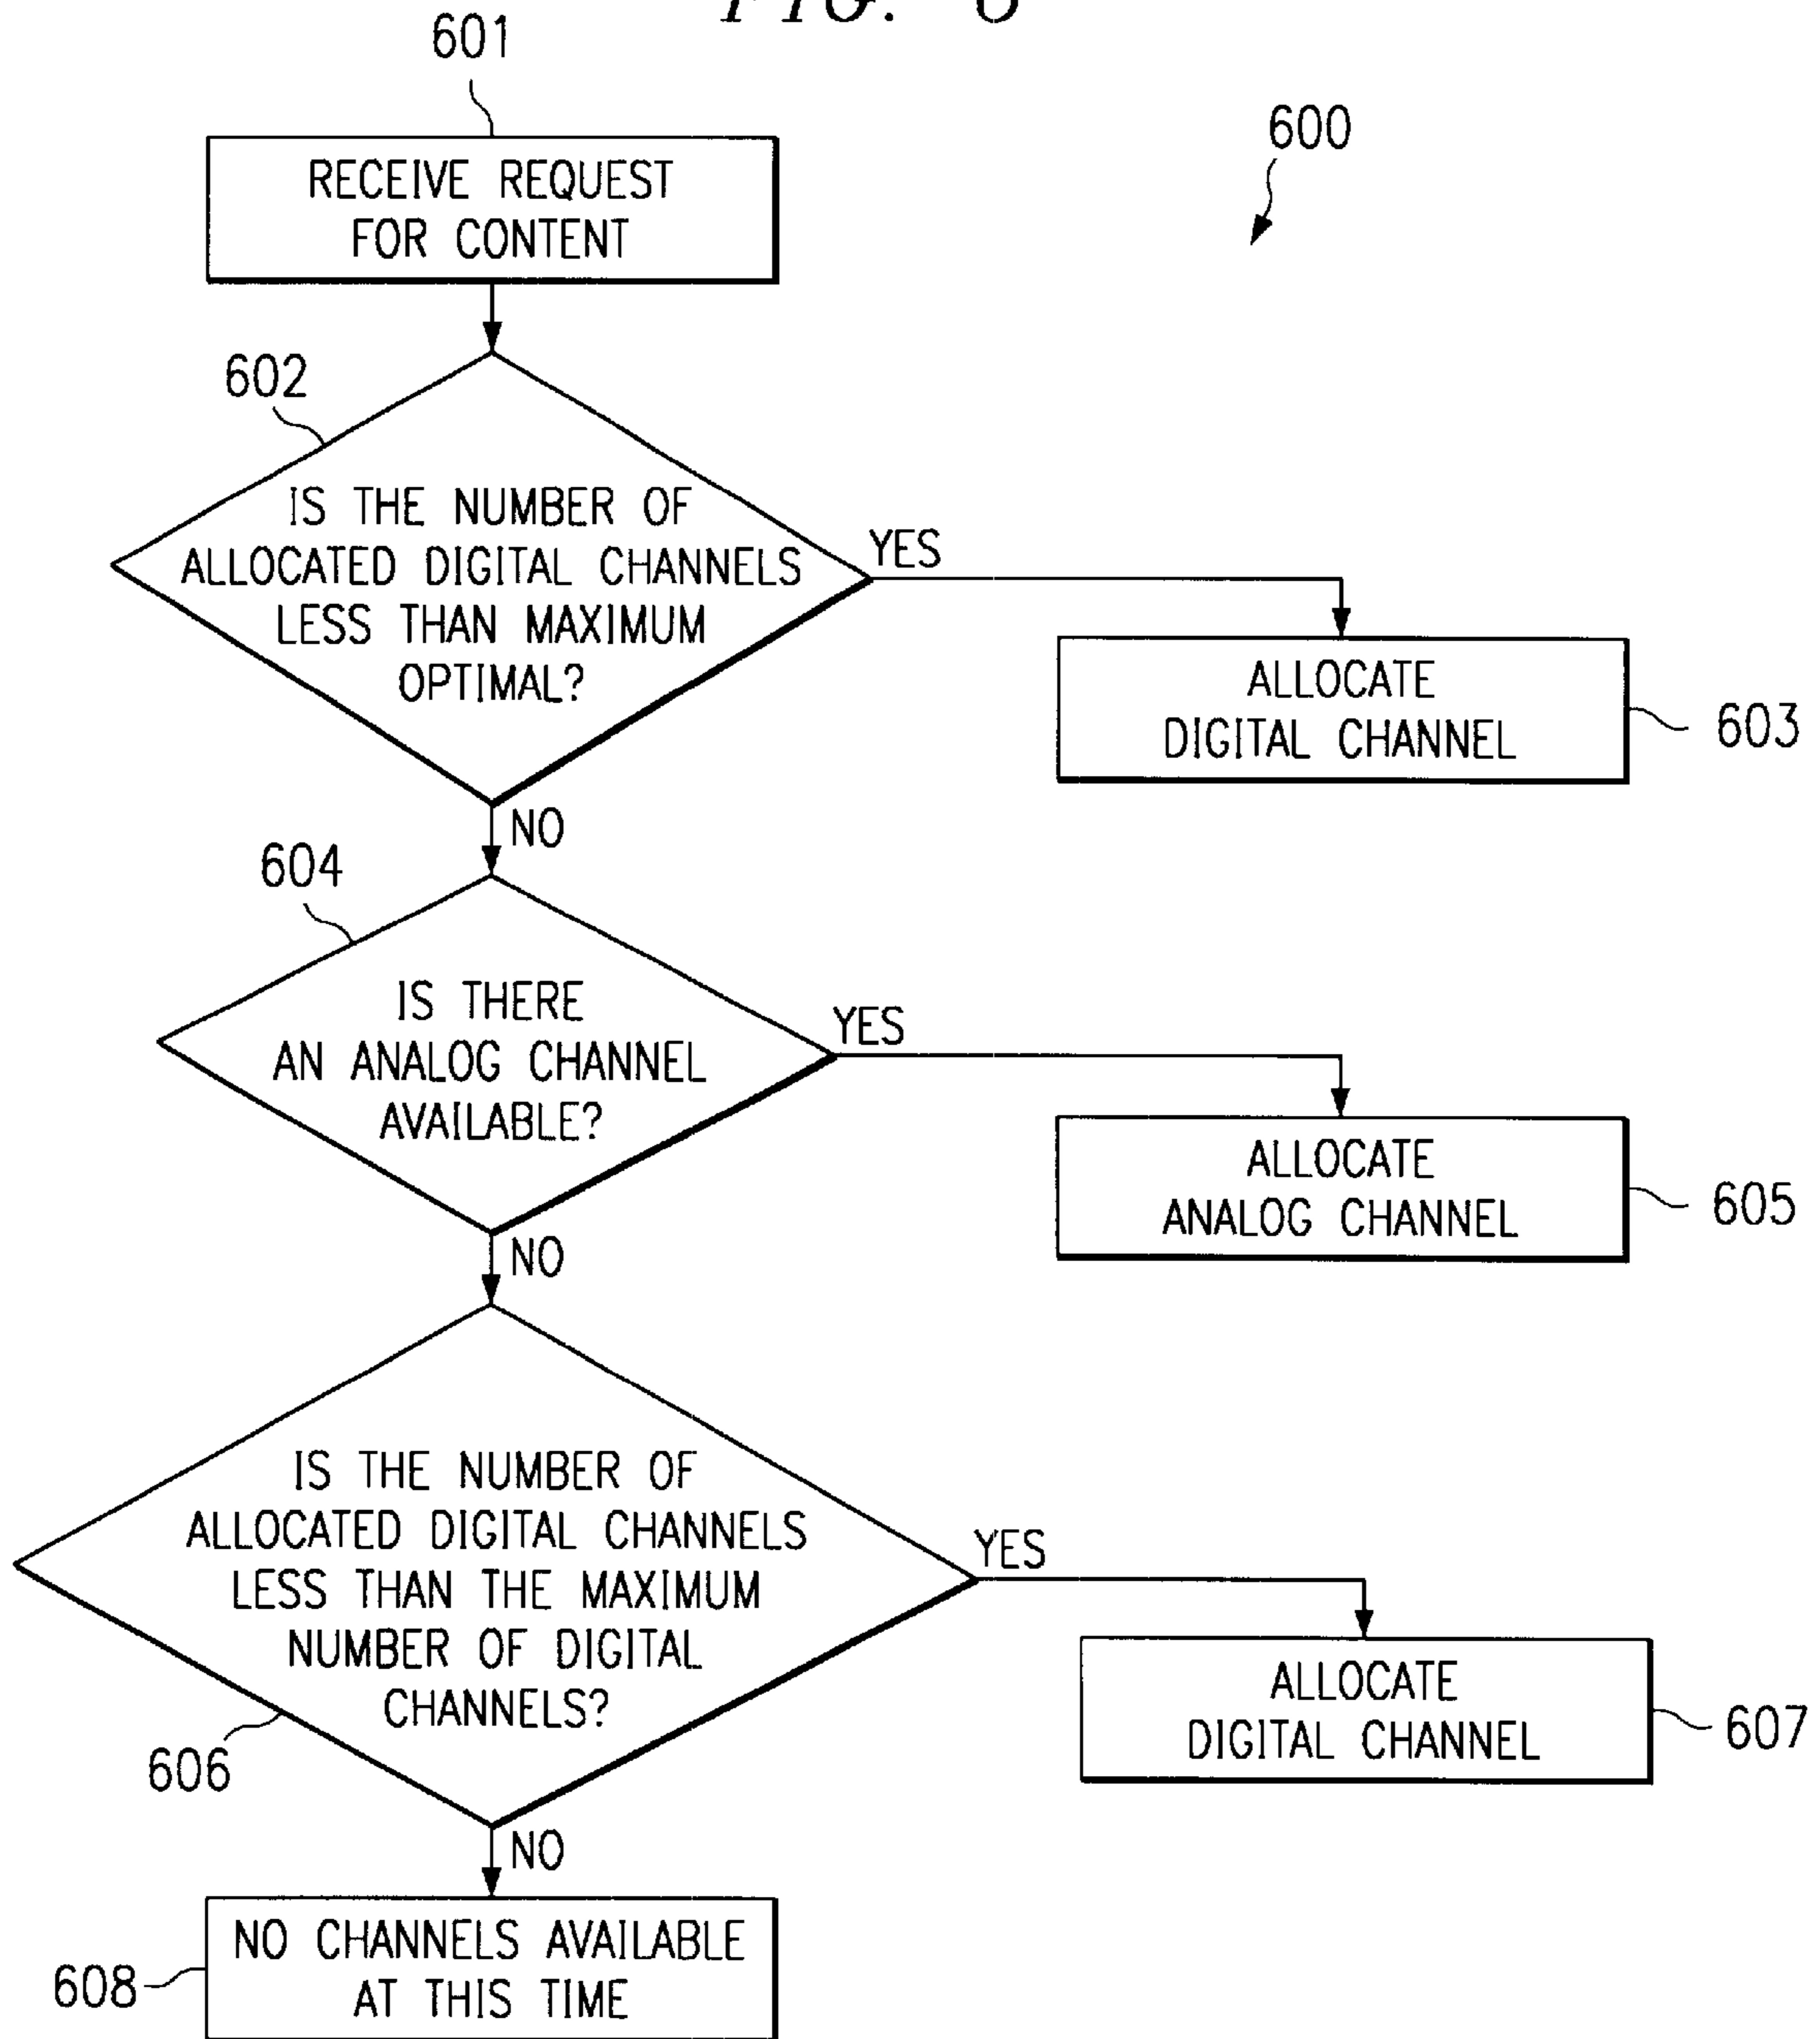 FIG. 6
601
600
RECEIVE REQUEST
FOR CONTENT
602
IS THE NUMBER OF
ALLOCATED DIGITAL CHANNELS
LESS THAN MAXIMUM
OPTIMAL?
YES
ALLOCATE
DIGITAL CHANNEL
603
NO
604
IS THERE
AN ANALOG CHANNEL
AVAILABLE?
YES
ALLOCATE
ANALOG CHANNEL
605
NO
IS THE NUMBER OF
ALLOCATED DIGITAL CHANNELS
LESS THAN THE MAXIMUM
NUMBER OF DIGITAL
CHANNELS?
YES
606
ALLOCATE
DIGITAL CHANNEL
607
NO
NO CHANNELS AVAILABLE
AT THIS TIME
608